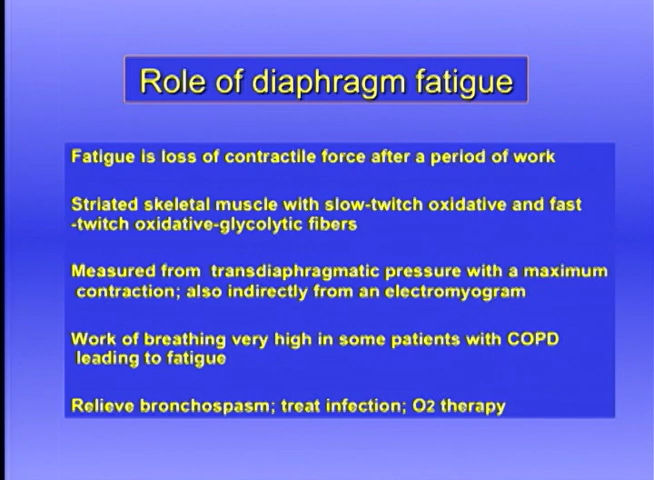 Role of diaphragm fatigue
Fatigue is loss of contractile force after a period of work
Striated skeletal muscle with slow-twitch oxidative and fast
-twitch oxidative-glycolytic fibers
Measured from transdiaphragmatic pressure with a maximum
contraction; also indirectly from an electromyogram
Work of breathing very high in some patients with COPD
leading to fatigue
Relieve bronchospasm; treat infection; O2 therapy